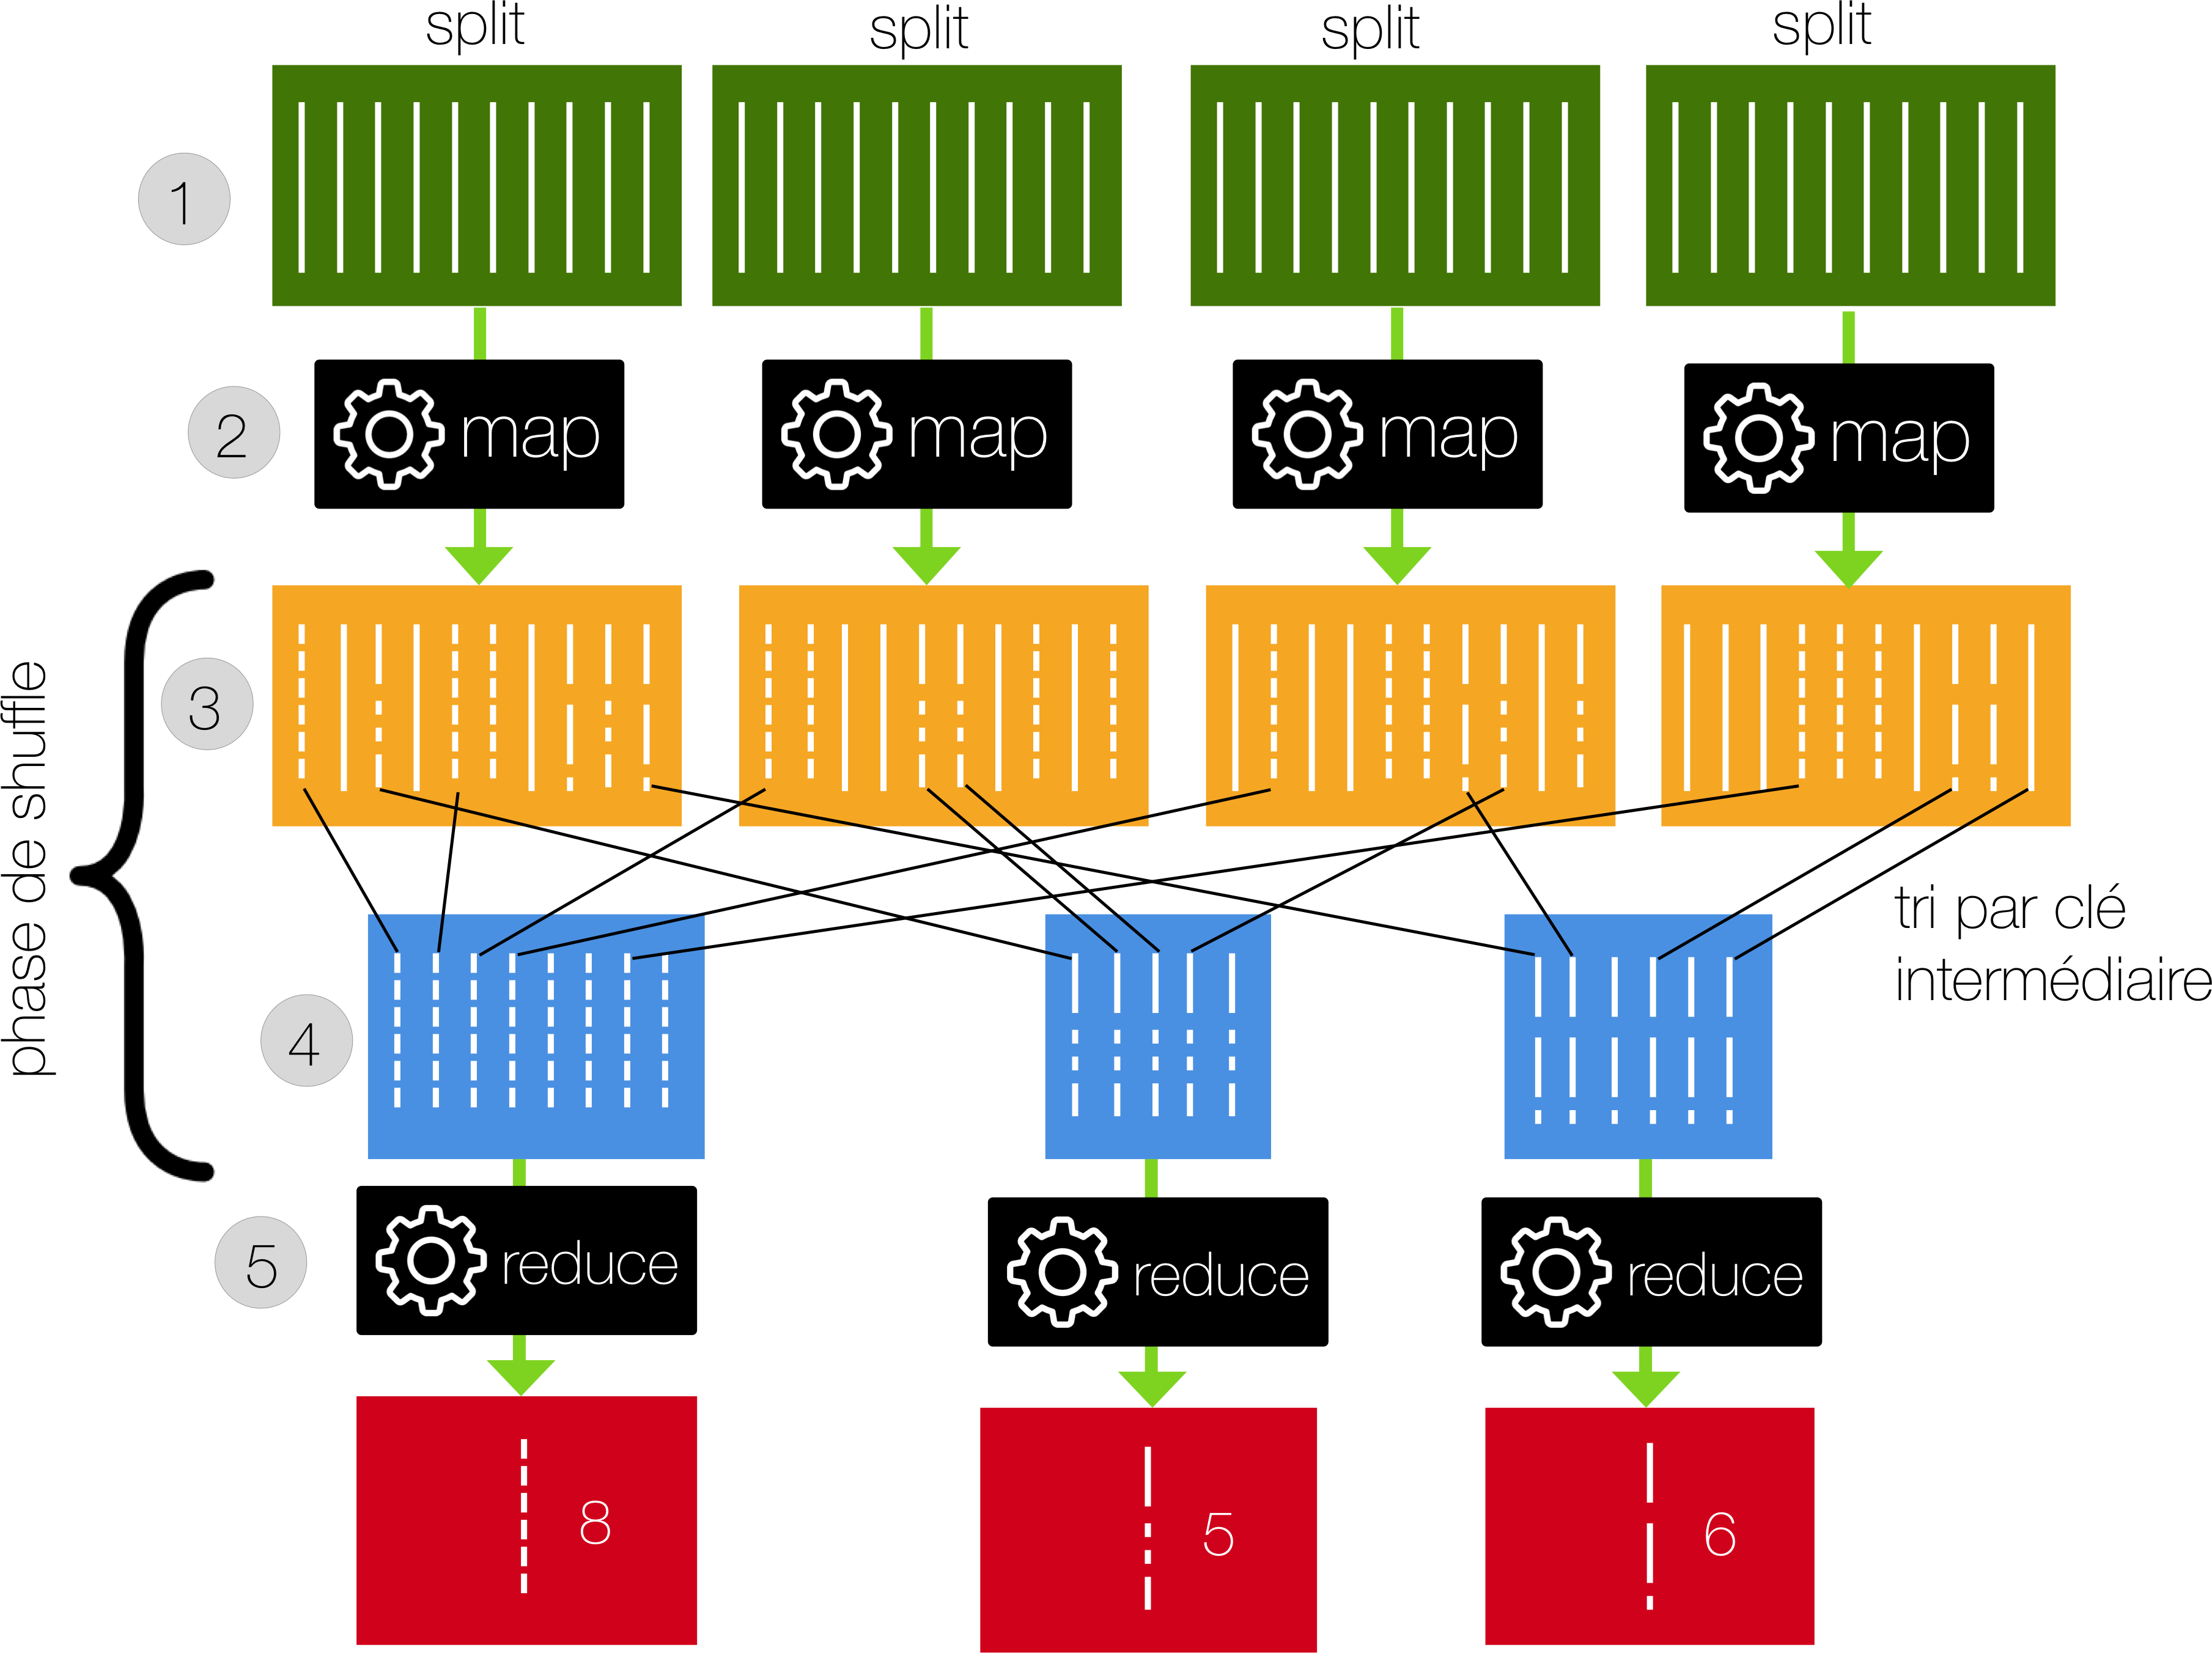 split
split
split
split
1
2
map
map
map
map
phase de shuffle
3
tri par clé
intermédiaire
4
5
reduce
reduce
reduce
8
5
6